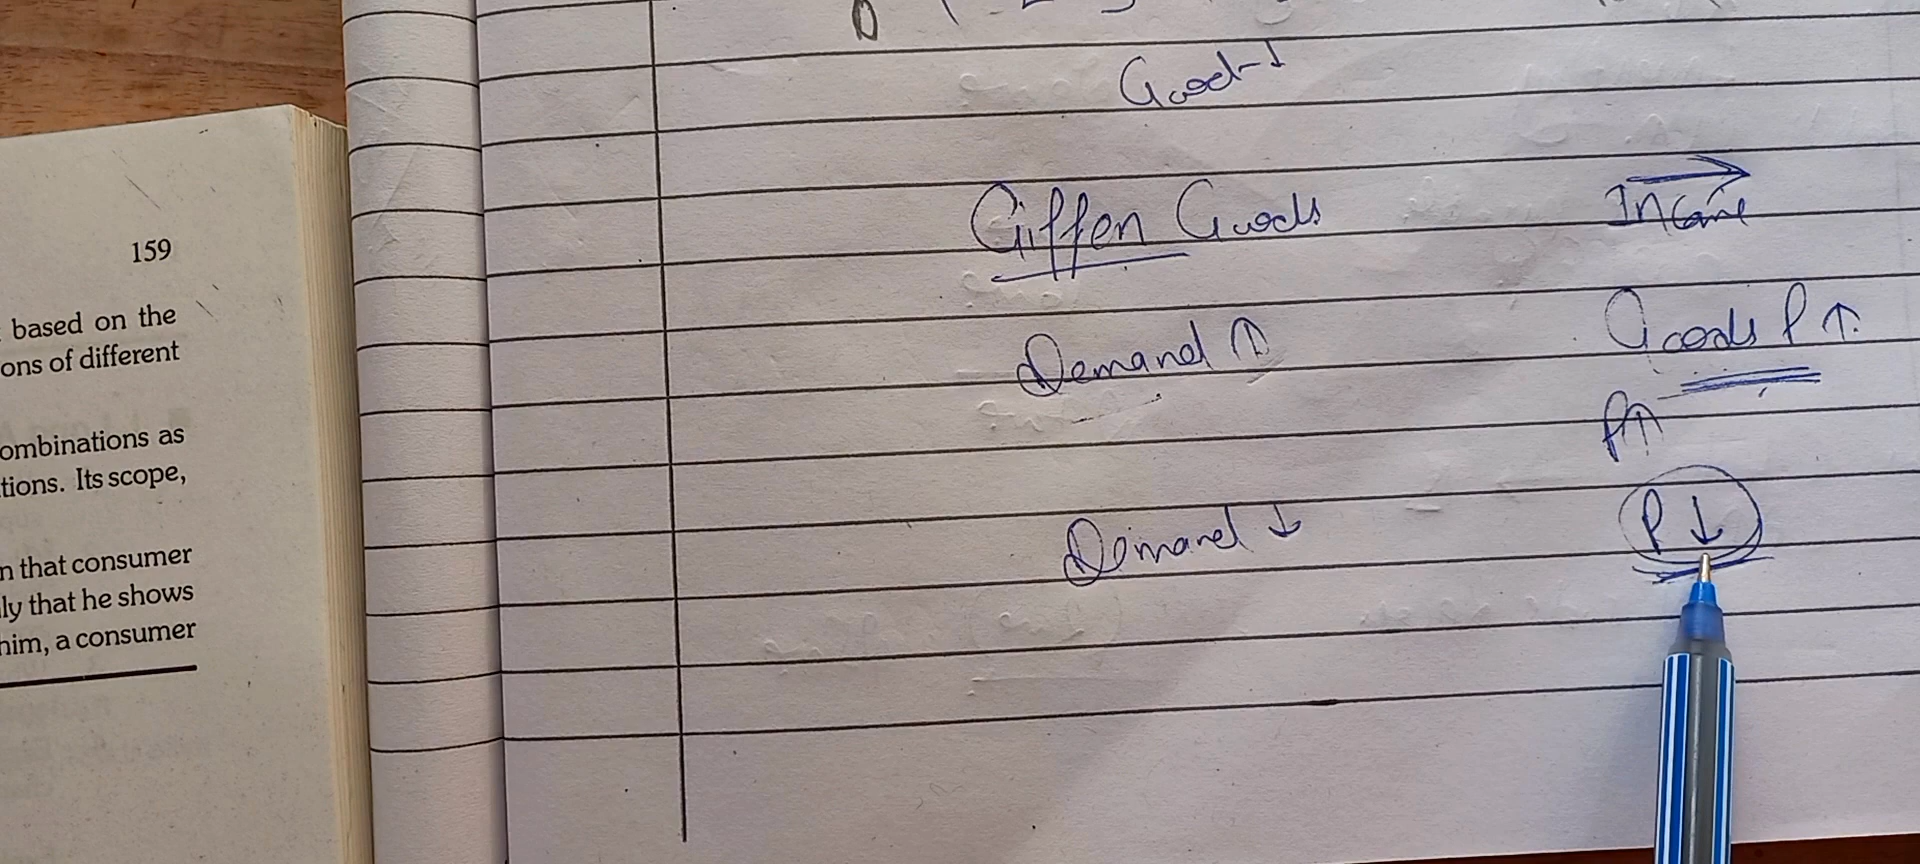 159
based on the
ons of different
ombinations as
tions. Its scope,
n that consumer
ly that he shows
him, a consumer
Good-↓
Giffen Goods
Income
Demand ↑
Goods P ↑
P↑
Demand ↓
P ↓